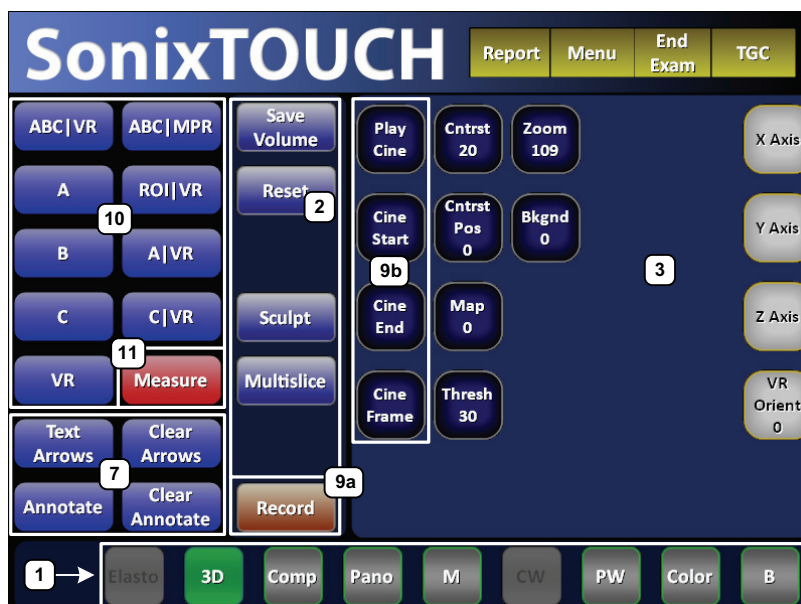 SonixTOUCH
Report
Menu
End
Exam
TGC
ABC|VR
ABC|MPR
A
ROI|VR
10
B
A|VR
C
C|VR
11
VR
Measure
Text
Arrows
Clear
Arrows
7
Annotate
Clear
Annotate
Save
Volume
Reset
2
Sculpt
Multislice
9a
Record
Play
Cine
Cntrst
20
Zoom
109
Cine
Start
Cntrst
Pos
0
Bkgnd
0
9b
3
Cine
End
Map
0
Cine
Frame
Thresh
30
X Axis
Y Axis
Z Axis
VR
Orient
0
1
Elasto
3D
Comp
Pano
M
CW
PW
Color
B